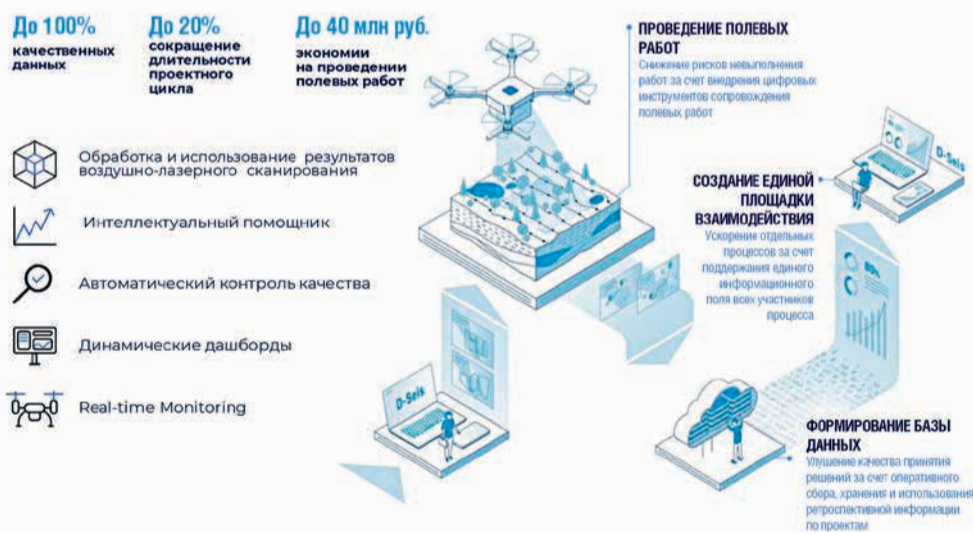 До 100%
качественных
данных
До 20%
сокращение
длительности
проектного
цикла
До 40 млн руб.
экономии
на проведении
полевых работ
Обработка и использование результатов
воздушно-лазерного сканирования
Интеллектуальный помощник
Автоматический контроль качества
Динамические дашборды
Real-time Monitoring
ПРОВЕДЕНИЕ ПОЛЕВЫХ
РАБОТ
Снижение рисков невыполнения
работ за счет внедрения цифровых
инструментов сопровождения
полевых работ
D-Seis
СОЗДАНИЕ ЕДИНОЙ
ПЛОЩАДКИ
ВЗАИМОДЕЙСТВИЯ
Ускорение отдельных
процессов за счет
поддержания единого
информационного
поля всех участников
процесса
80%
D-Seis
ФОРМИРОВАНИЕ БАЗЫ
ДАННЫХ
Улушение качества принятия
решений за счет оперативного
сбора, хранения и использования
ретроспективной информации
по проектам